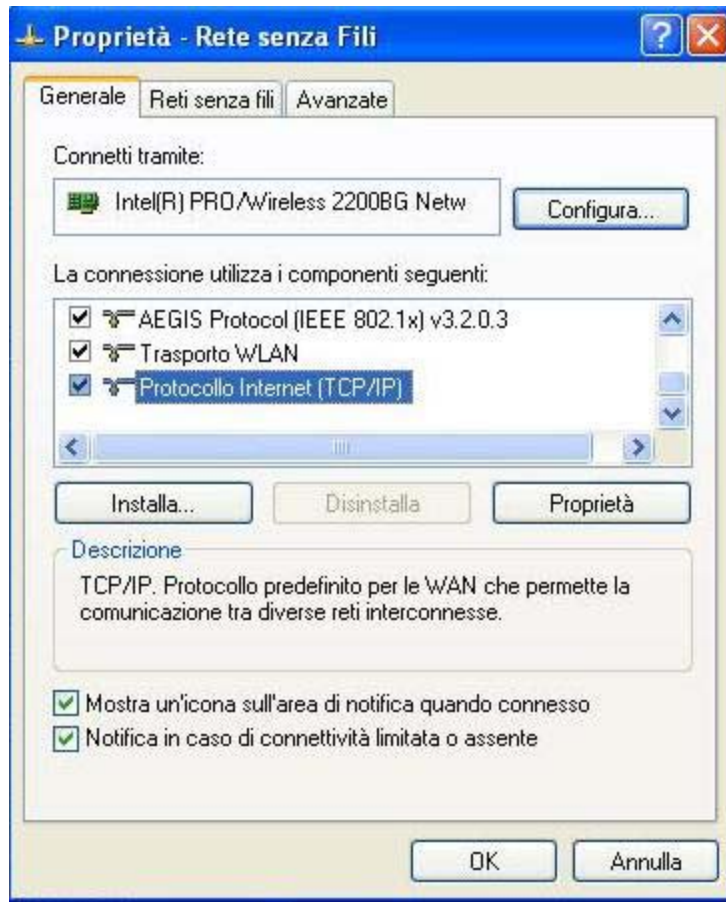 Proprietà - Rete senza Fili
Generale
Reti senza fili
Avanzate
Connetti tramite:
Intel(R) PRO/Wireless 2200BG Netw
Configura...
La connessione utilizza i componenti seguenti:
AEGIS Protocol (IEEE 802.1x) v3.2.0.3
Trasporto WLAN
Protocollo Internet (TCP/IP)
Installa...
Disinstalla
Proprietà
Descrizione
TCP/IP. Protocollo predefinito per le WAN che permette la
comunicazione tra diverse reti interconnesse.
Mostra un'icona sull'area di notifica quando connesso
Notifica in caso di connettività limitata o assente
OK
Annulla